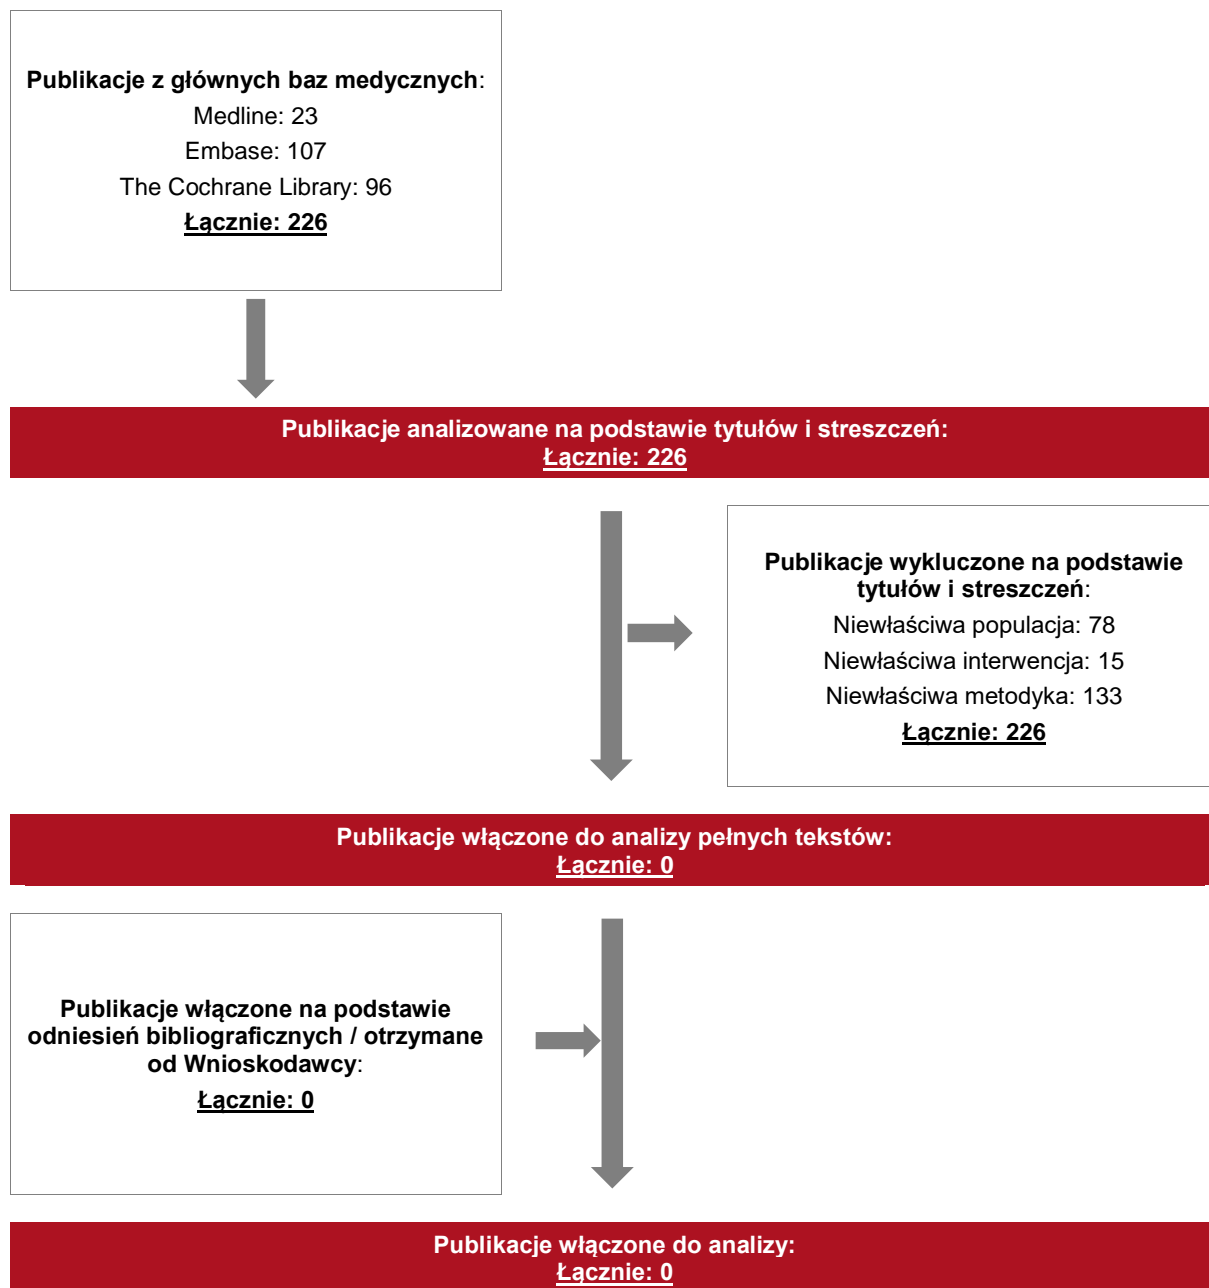 Publikacje z głównych baz medycznych:
Medline: 23
Embase: 107
The Cochrane Library: 96
Łącznie: 226
Publikacje analizowane na podstawie tytułów i streszczeń:
Łącznie: 226
Publikacje wykluczone na podstawie
tytułów i streszczeń:
Niewłaściwa populacja: 78
Niewłaściwa interwencja: 15
Niewłaściwa metodyka: 133
Łącznie: 226
Publikacje włączone do analizy pełnych tekstów:
Łącznie: 0
Publikacje włączone na podstawie
odniesień bibliograficznych / otrzymane
od Wnioskodawcy:
Łącznie: 0
Publikacje włączone do analizy:
Łącznie: 0